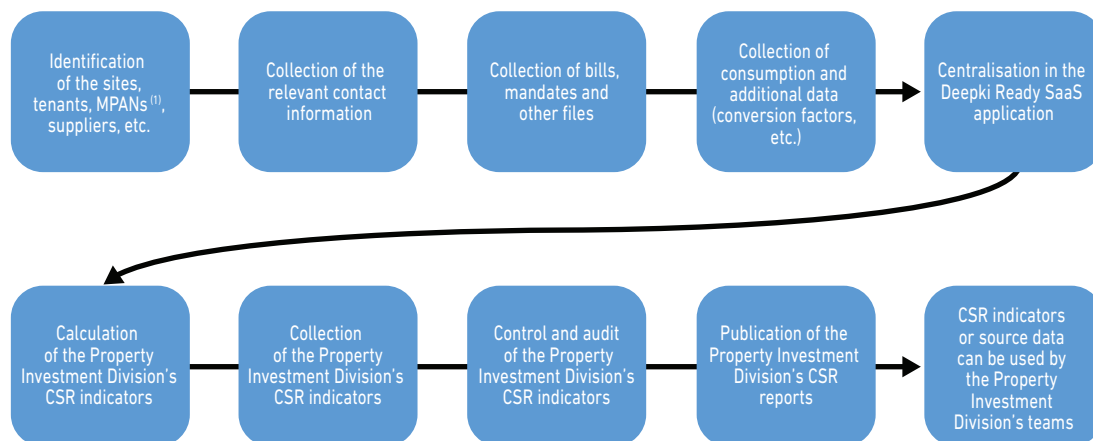 Identification
of the sites,
tenants, MPANs (1),
suppliers, etc.
Collection of the
relevant contact
information
Collection of bills,
mandates and
other files
Collection of
consumption and
additional data
(conversion factors,
etc.)
Centralisation in the
Deepki Ready SaaS
application
Calculation
of the Property
Investment Division's
CSR indicators
Collection
of the Property
Investment Division's
CSR indicators
Control and audit
of the Property
Investment Division's
CSR indicators
Publication of the
Property Investment
Division's CSR
reports
CSR indicators
or source data
can be used by
the Property
Investment
Division's teams